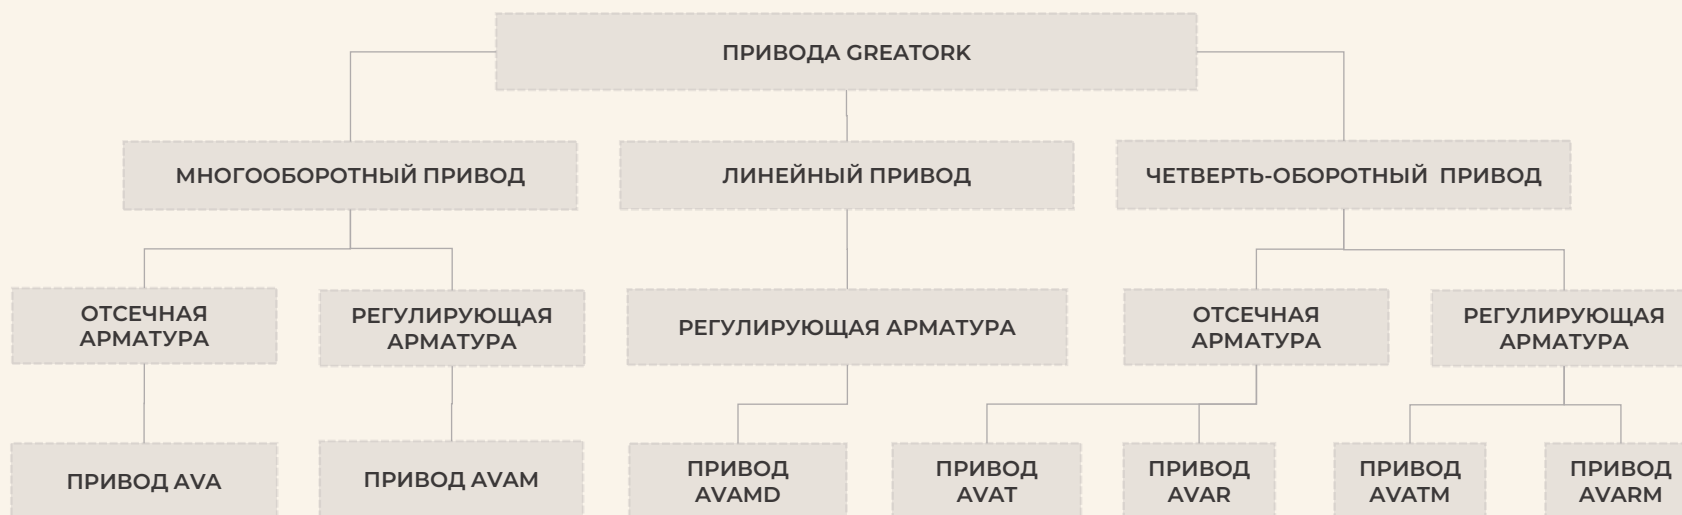 ПРИВОДА GREATORK
МНОГООБОРОТНЫЙ ПРИВОД
ЛИНЕЙНЫЙ ПРИВОД
ЧЕТВЕРТЬ-ОБОРОТНЫЙ ПРИВОД
ОТСЕЧНАЯ
АРМАТУРА
РЕГУЛИРУЮЩАЯ
АРМАТУРА
РЕГУЛИРУЮЩАЯ АРМАТУРА
ОТСЕЧНАЯ
АРМАТУРА
РЕГУЛИРУЮЩАЯ
АРМАТУРА
ПРИВОД AVA
ПРИВОД AVAM
ПРИВОД
AVAMD
ПРИВОД
AVAT
ПРИВОД
AVAR
ПРИВОД
AVATM
ПРИВОД
AVARM